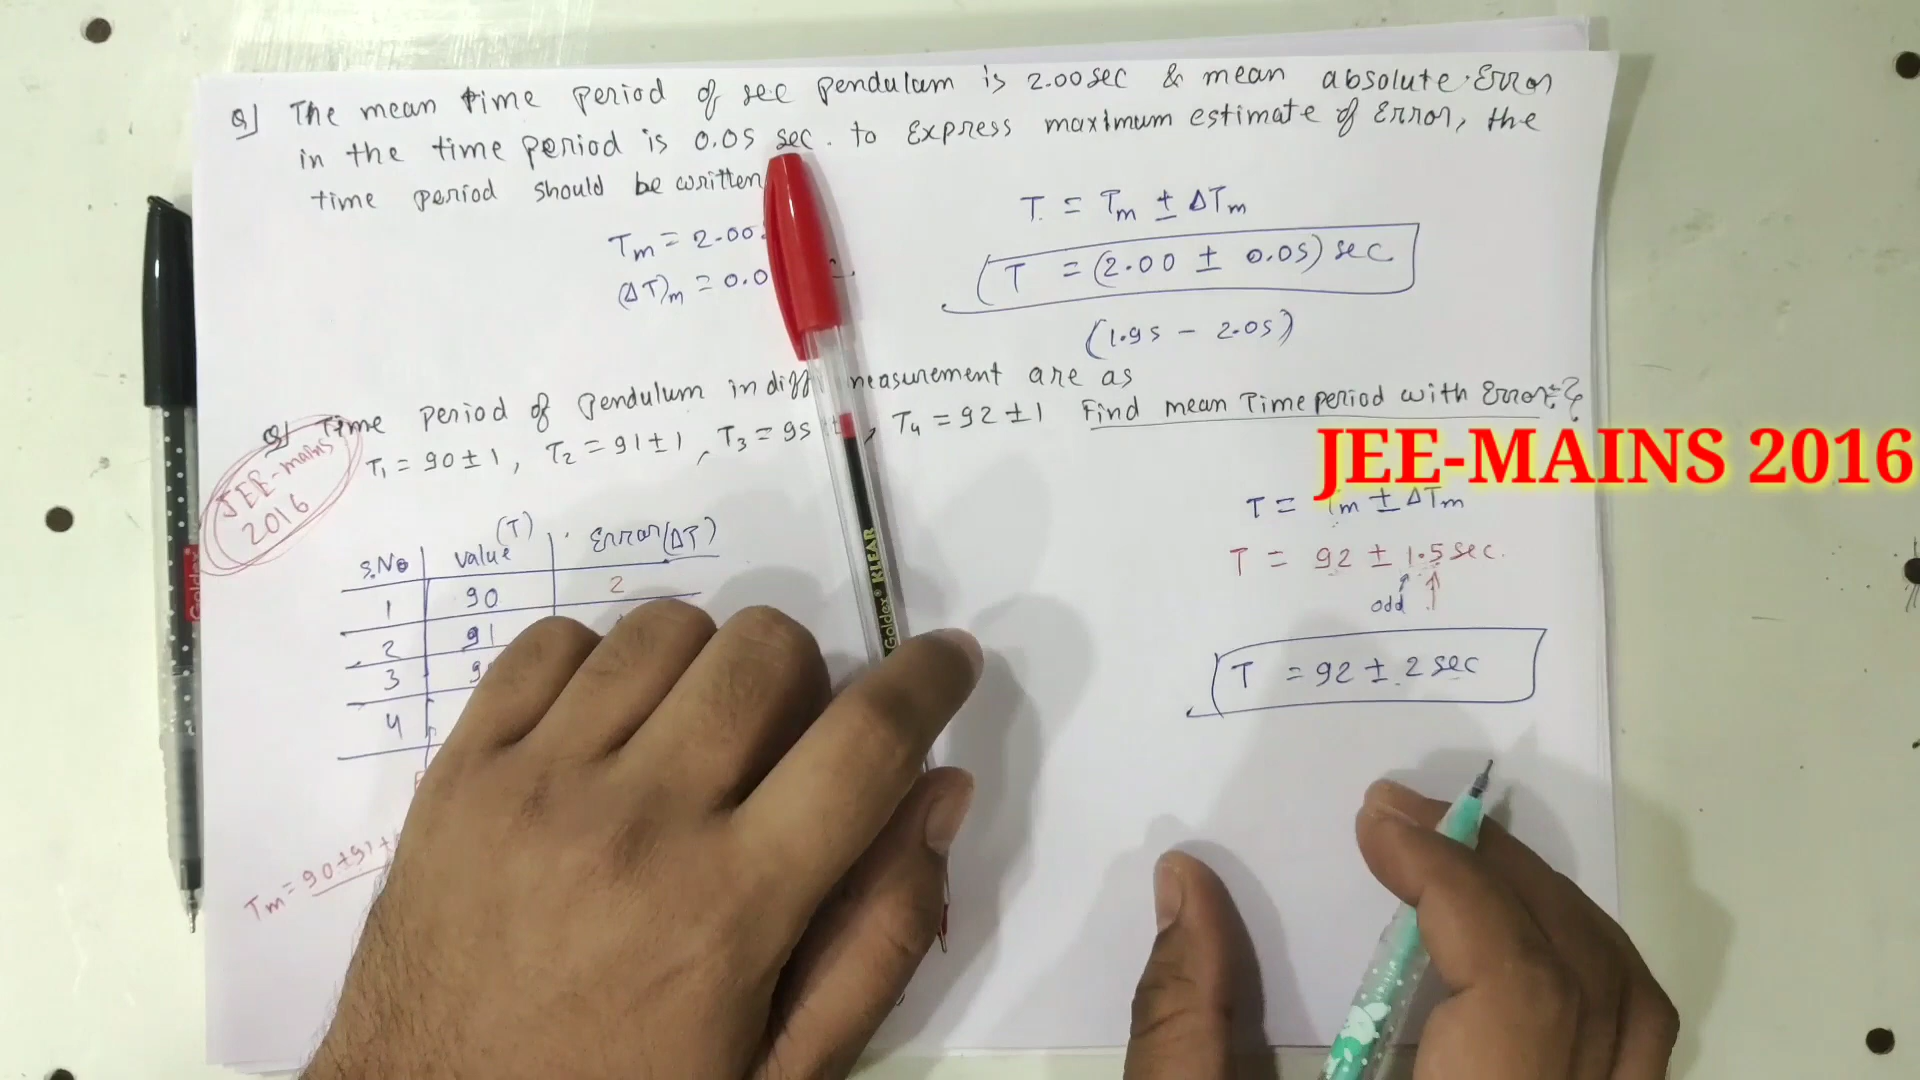 Q] The mean time period of sec pendulam is 2.00 sec & mean absolute Error
in the time period is 0.05 sec. to Express maximum estimate of Error, the
time period should be written
Tm = 2.00
(ΔT)m = 0.0
T = Tm ± ΔTm
T = (2.00 ± 0.05) sec
(1.95 - 2.05)
Q] Time period of pendulum in diff measurement are as
T1 = 90 ± 1, T2 = 91 ± 1, T3 = 95 , T4 = 92 ± 1 Find mean Time period with Error?
JEE-mains
2016
JEE-MAINS 2016
S.No value (T) Error (ΔT)
1 90 2
2 91
3 9
4
Tm = 90 + 91 +
T = Tm ± ΔTm
T = 92 ± 1.5 sec.
odd
T = 92 ± 2 sec
Goldex KLEAR
Goldex